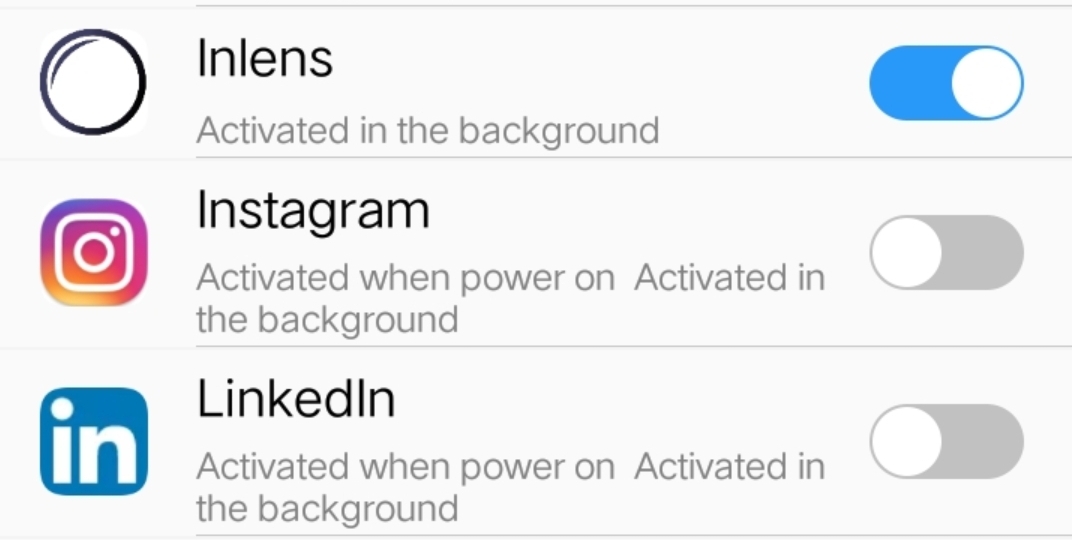 Inlens
Activated in the background
Instagram
Activated when power on  Activated in
the background
in
LinkedIn
Activated when power on  Activated in
the background